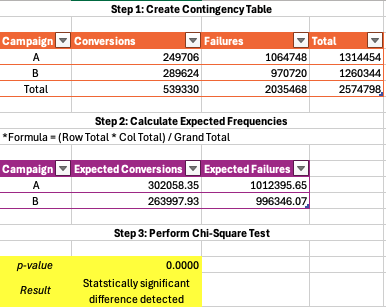 Step 1: Create Contingency Table
Campaign Conversions Failures Total
A 249706 1064748 1314454
B 289624 970720 1260344
Total 539330 2035468 2574798
Step 2: Calculate Expected Frequencies
*Formula = (Row Total * Col Total) / Grand Total
Campaign Expected Conversions Expected Failures
A 302058.35 1012395.65
B 263997.93 996346.07
Step 3: Perform Chi-Square Test
p-value 0.0000
Result Statstically significant
difference detected